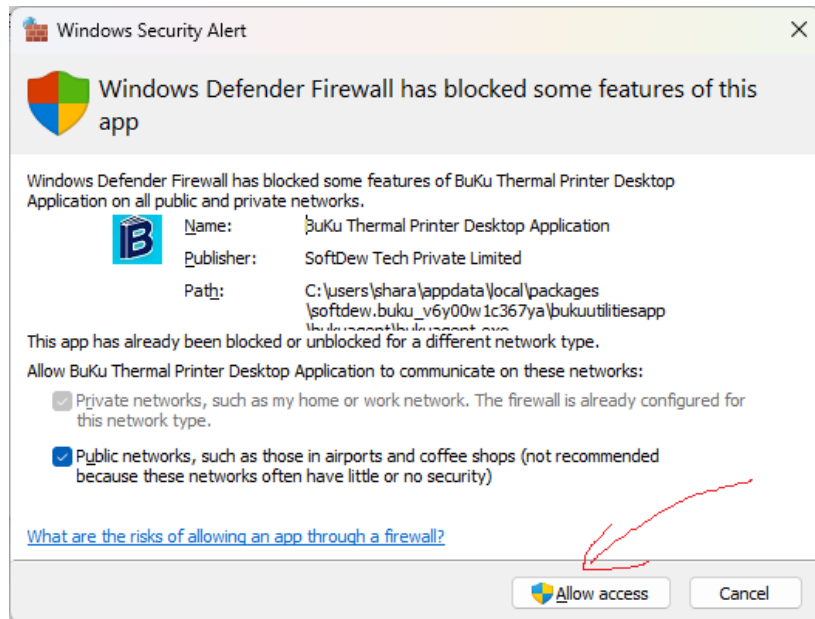 Windows Security Alert
Windows Defender Firewall has blocked some features of this
app
Windows Defender Firewall has blocked some features of BuKu Thermal Printer Desktop
Application on all public and private networks.
B
Name: BuKu Thermal Printer Desktop Application
Publisher: SoftDew Tech Private Limited
Path: C:\users\shara\appdata\local\packages
\softdew.buku_v6y00w1c367ya\bukuutilitiesapp
\bukuagent\bukuagent.exe
This app has already been blocked or unblocked for a different network type.
Allow BuKu Thermal Printer Desktop Application to communicate on these networks:
Private networks, such as my home or work network. The firewall is already configured for
this network type.
Public networks, such as those in airports and coffee shops (not recommended
because these networks often have little or no security)
What are the risks of allowing an app through a firewall?
Allow access Cancel